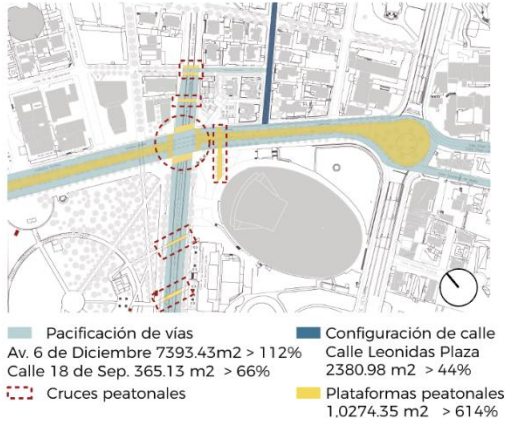 Pacificación de vías
Av. 6 de Diciembre 7393.43m2 > 112%
Calle 18 de Sep. 365.13 m2 > 66%
Cruces peatonales
Configuración de calle
Calle Leonidas Plaza
2380.98 m2 > 44%
Plataformas peatonales
1,0274.35 m2 > 614%